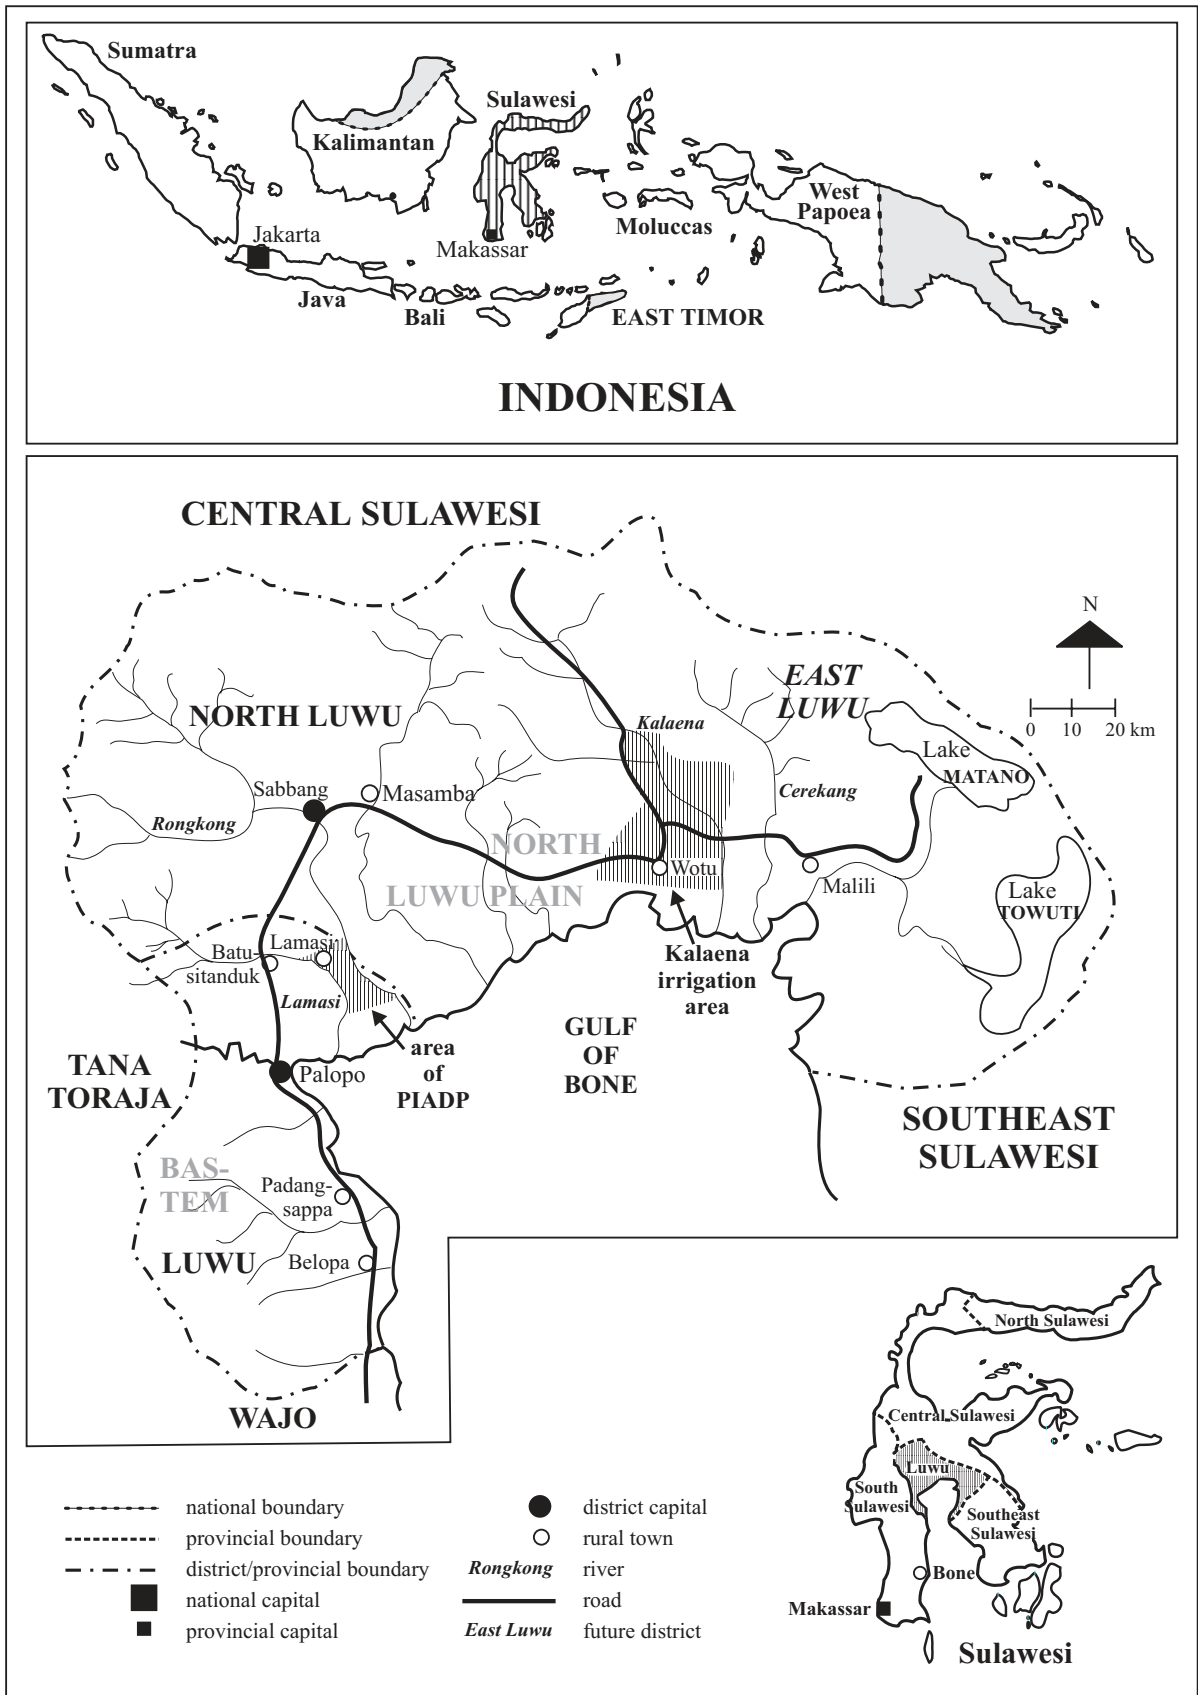 Sumatra
Sulawesi
Kalimantan
West
Papoea
Moluccas
Jakarta
Makassar
Java
Bali
EAST TIMOR
INDONESIA
CENTRAL SULAWESI
N
0 10 20 km
EAST
LUWU
NORTH LUWU
Kalaena
Lake
MATANO
Sabbang
Masamba
Cerekang
Rongkong
NORTH
LUWU PLAIN
Wotu
Malili
Lake
TOWUTI
Batu-
sitanduk
Lamasi
Lamasi
Kalaena
irrigation
area
GULF
OF
BONE
area
of
PIADP
TANA
TORAJA
Palopo
SOUTHEAST
SULAWESI
BAS-
TEM
Padang-
sappa
LUWU
Belopa
WAJO
North Sulawesi
Central Sulawesi
Luwu
South
Sulawesi
Southeast
Sulawesi
Bone
Makassar
Sulawesi
national boundary
provincial boundary
district/provincial boundary
national capital
provincial capital
district capital
rural town
Rongkong river
road
East Luwu future district